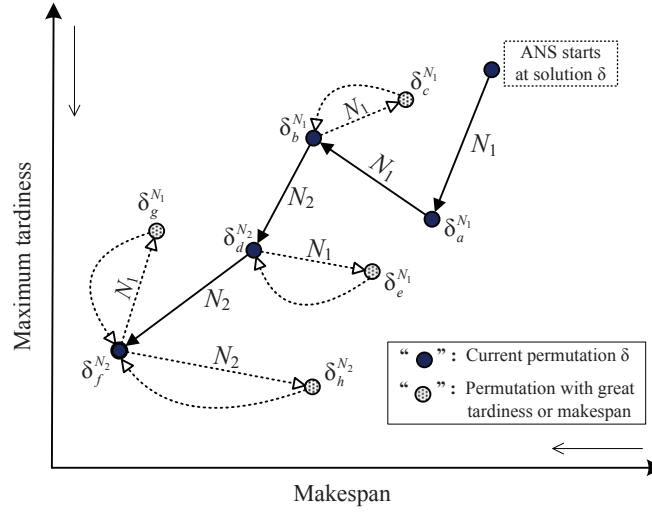 ANS starts
at solution δ
δ_c^{N_1}
N_1
δ_b^{N_1}
N_1
N_1
N_2
δ_a^{N_1}
δ_g^{N_1}
δ_d^{N_2}
N_1
N_1
δ_e^{N_1}
N_2
N_2
δ_f^{N_2}
δ_h^{N_2}
“ ” : Current permutation δ
“ ” : Permutation with great
tardiness or makespan
Maximum tardiness
Makespan